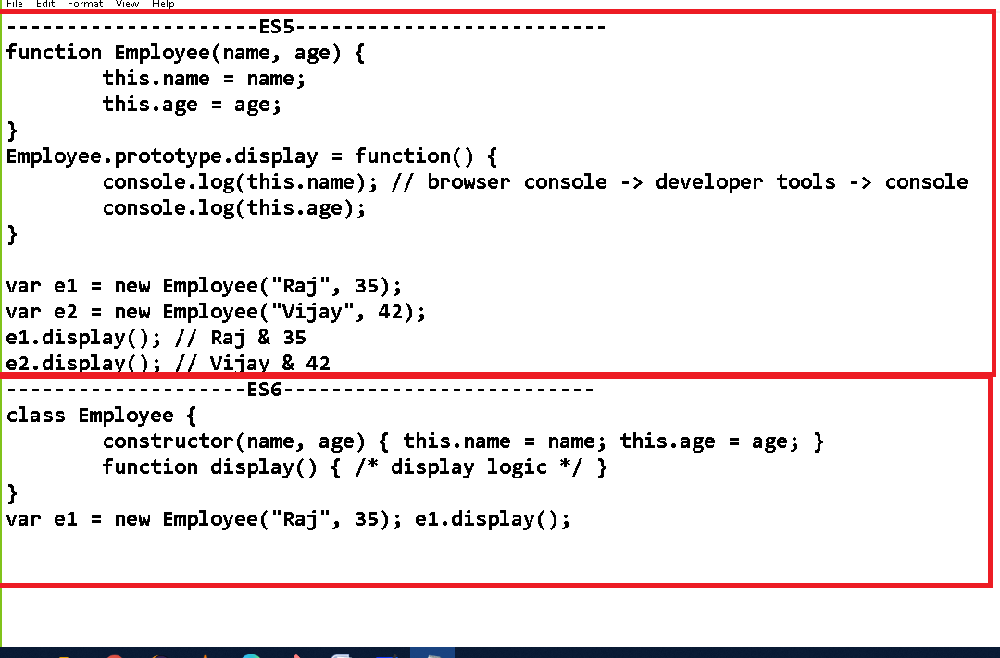 File Edit Format View Help
---------------------ES5--------------------------
function Employee(name, age) {
        this.name = name;
        this.age = age;
}
Employee.prototype.display = function() {
        console.log(this.name); // browser console -> developer tools -> console
        console.log(this.age);
}

var e1 = new Employee("Raj", 35);
var e2 = new Employee("Vijay", 42);
e1.display(); // Raj & 35
e2.display(); // Vijay & 42
--------------------ES6--------------------------
class Employee {
        constructor(name, age) { this.name = name; this.age = age; }
        function display() { /* display logic */ }
}
var e1 = new Employee("Raj", 35); e1.display();